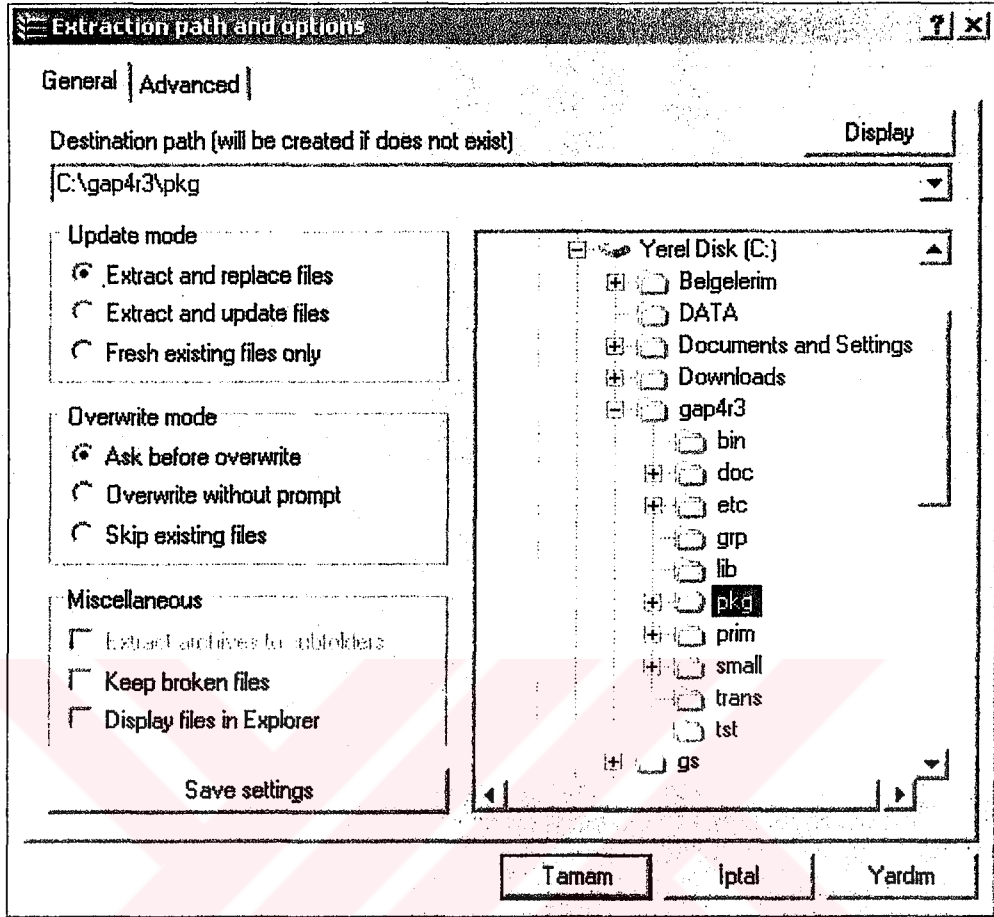 Extraction path and options
General
Advanced
Destination path (will be created if does not exist)
Display
C:\gap4r3\pkg
Update mode
Extract and replace files
Extract and update files
Fresh existing files only
Overwrite mode
Ask before overwrite
Overwrite without prompt
Skip existing files
Miscellaneous
Extract archives to subfolders
Keep broken files
Display files in Explorer
Save settings
Yerel Disk (C:)
Belgelerim
DATA
Documents and Settings
Downloads
gap4r3
bin
doc
etc
grp
lib
pkg
prim
small
trans
tst
gs
Tamam
İptal
Yardım